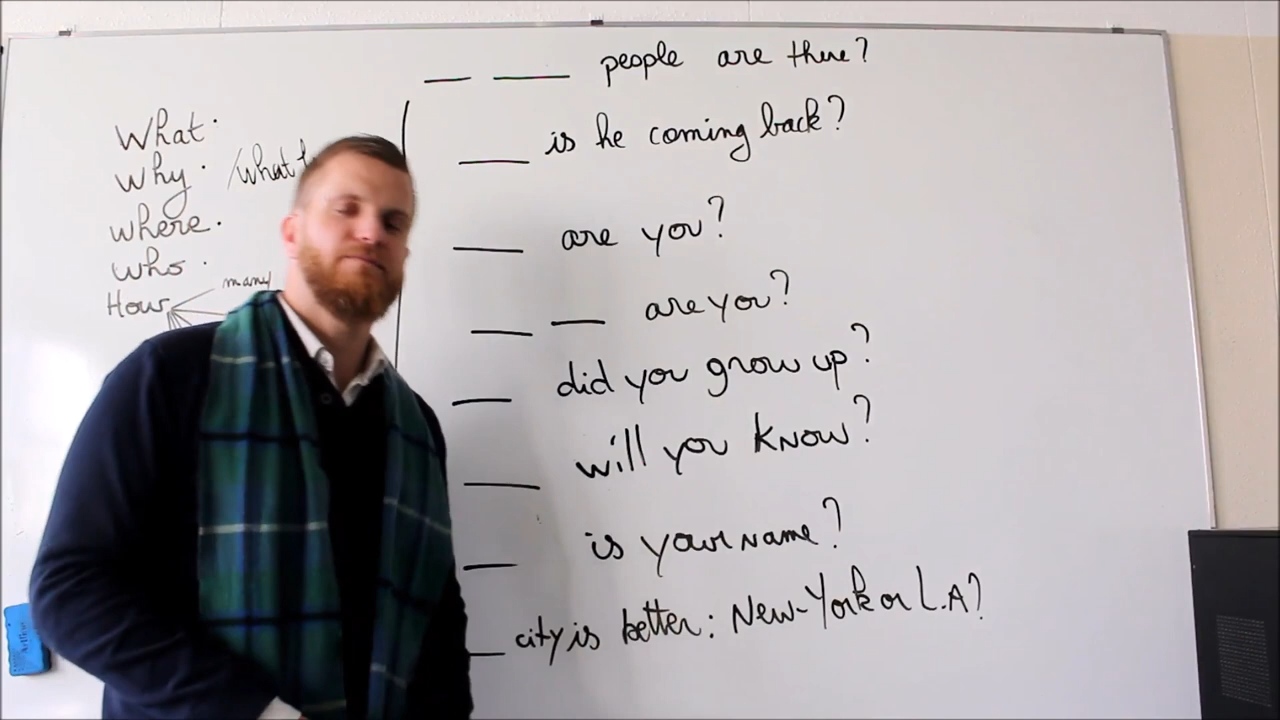 What.
Why. /what
where.
who.
How
many
__ ___ people are there?
___ is he coming back?
___ are you?
___ ___ are you?
___ did you grow up?
___ will you know?
___ is your name?
__ city is better: New-York or L.A?